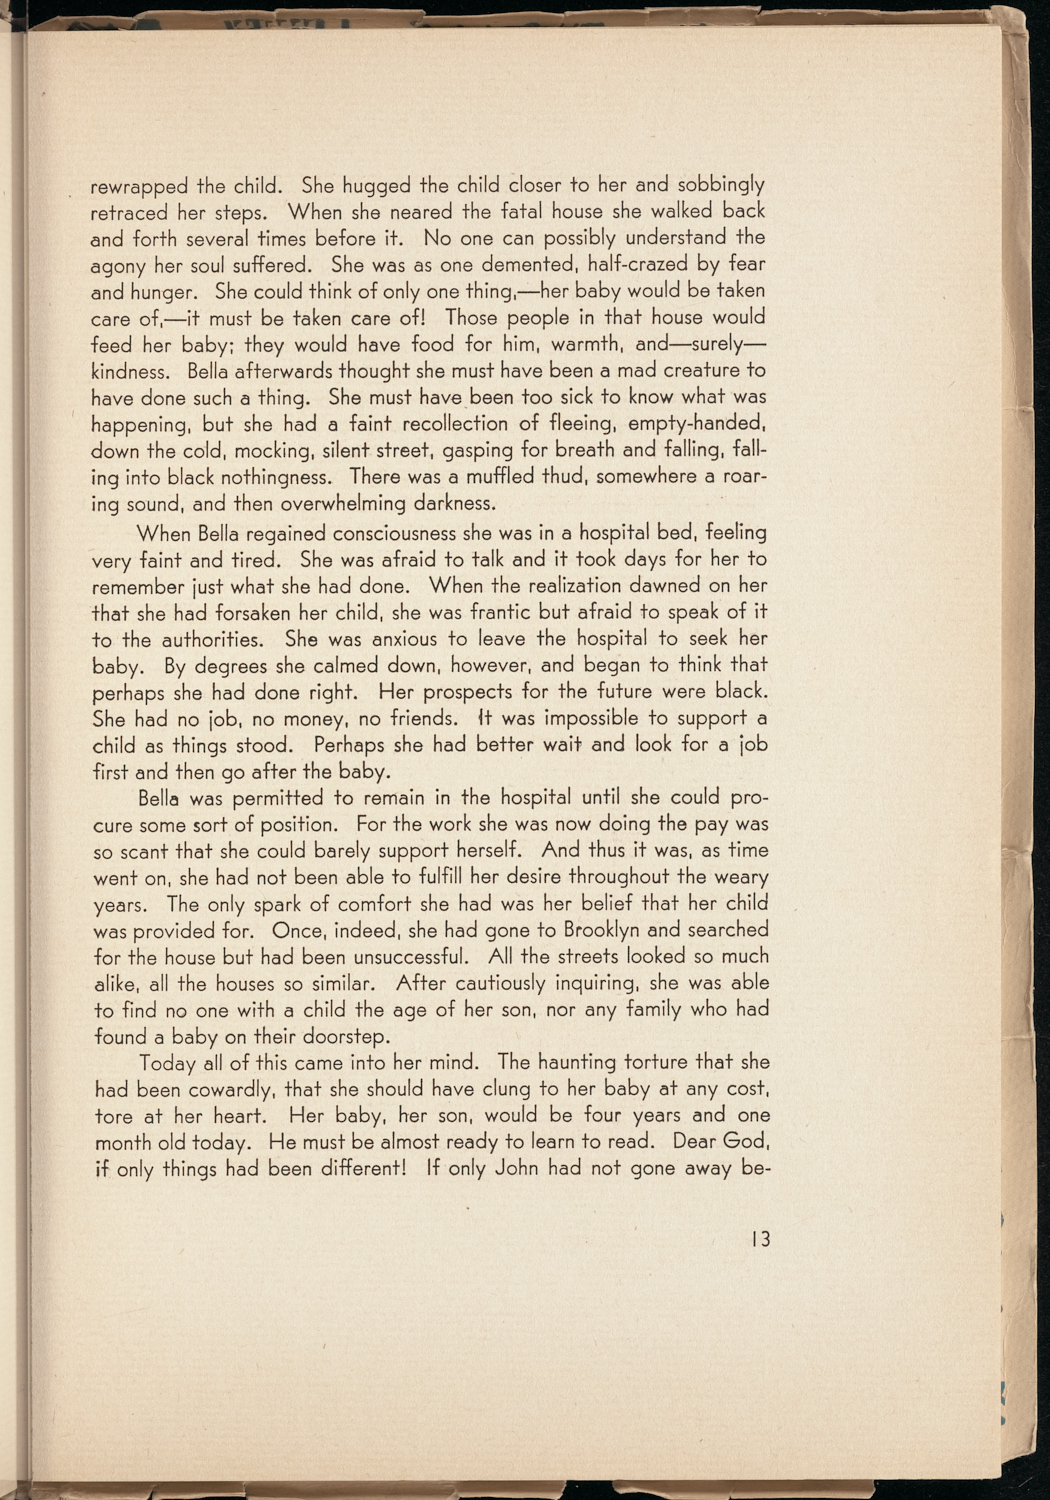 rewrapped the child. She hugged the child closer to her and sobbingly
retraced her steps. When she neared the fatal house she walked back
and forth several times before it. No one can possibly understand the
agony her soul suffered. She was as one demented, half-crazed by fear
and hunger. She could think of only one thing,—her baby would be taken
care of,—it must be taken care of! Those people in that house would
feed her baby; they would have food for him, warmth, and—surely—
kindness. Bella afterwards thought she must have been a mad creature to
have done such a thing. She must have been too sick to know what was
happening, but she had a faint recollection of fleeing, empty-handed,
down the cold, mocking, silent street, gasping for breath and falling, fall-
ing into black nothingness. There was a muffled thud, somewhere a roar-
ing sound, and then overwhelming darkness.
When Bella regained consciousness she was in a hospital bed, feeling
very faint and tired. She was afraid to talk and it took days for her to
remember just what she had done. When the realization dawned on her
that she had forsaken her child, she was frantic but afraid to speak of it
to the authorities. She was anxious to leave the hospital to seek her
baby. By degrees she calmed down, however, and began to think that
perhaps she had done right. Her prospects for the future were black.
She had no job, no money, no friends. It was impossible to support a
child as things stood. Perhaps she had better wait and look for a job
first and then go after the baby.
Bella was permitted to remain in the hospital until she could pro-
cure some sort of position. For the work she was now doing the pay was
so scant that she could barely support herself. And thus it was, as time
went on, she had not been able to fulfill her desire throughout the weary
years. The only spark of comfort she had was her belief that her child
was provided for. Once, indeed, she had gone to Brooklyn and searched
for the house but had been unsuccessful. All the streets looked so much
alike, all the houses so similar. After cautiously inquiring, she was able
to find no one with a child the age of her son, nor any family who had
found a baby on their doorstep.
Today all of this came into her mind. The haunting torture that she
had been cowardly, that she should have clung to her baby at any cost,
tore at her heart. Her baby, her son, would be four years and one
month old today. He must be almost ready to learn to read. Dear God,
if only things had been different! If only John had not gone away be-
13